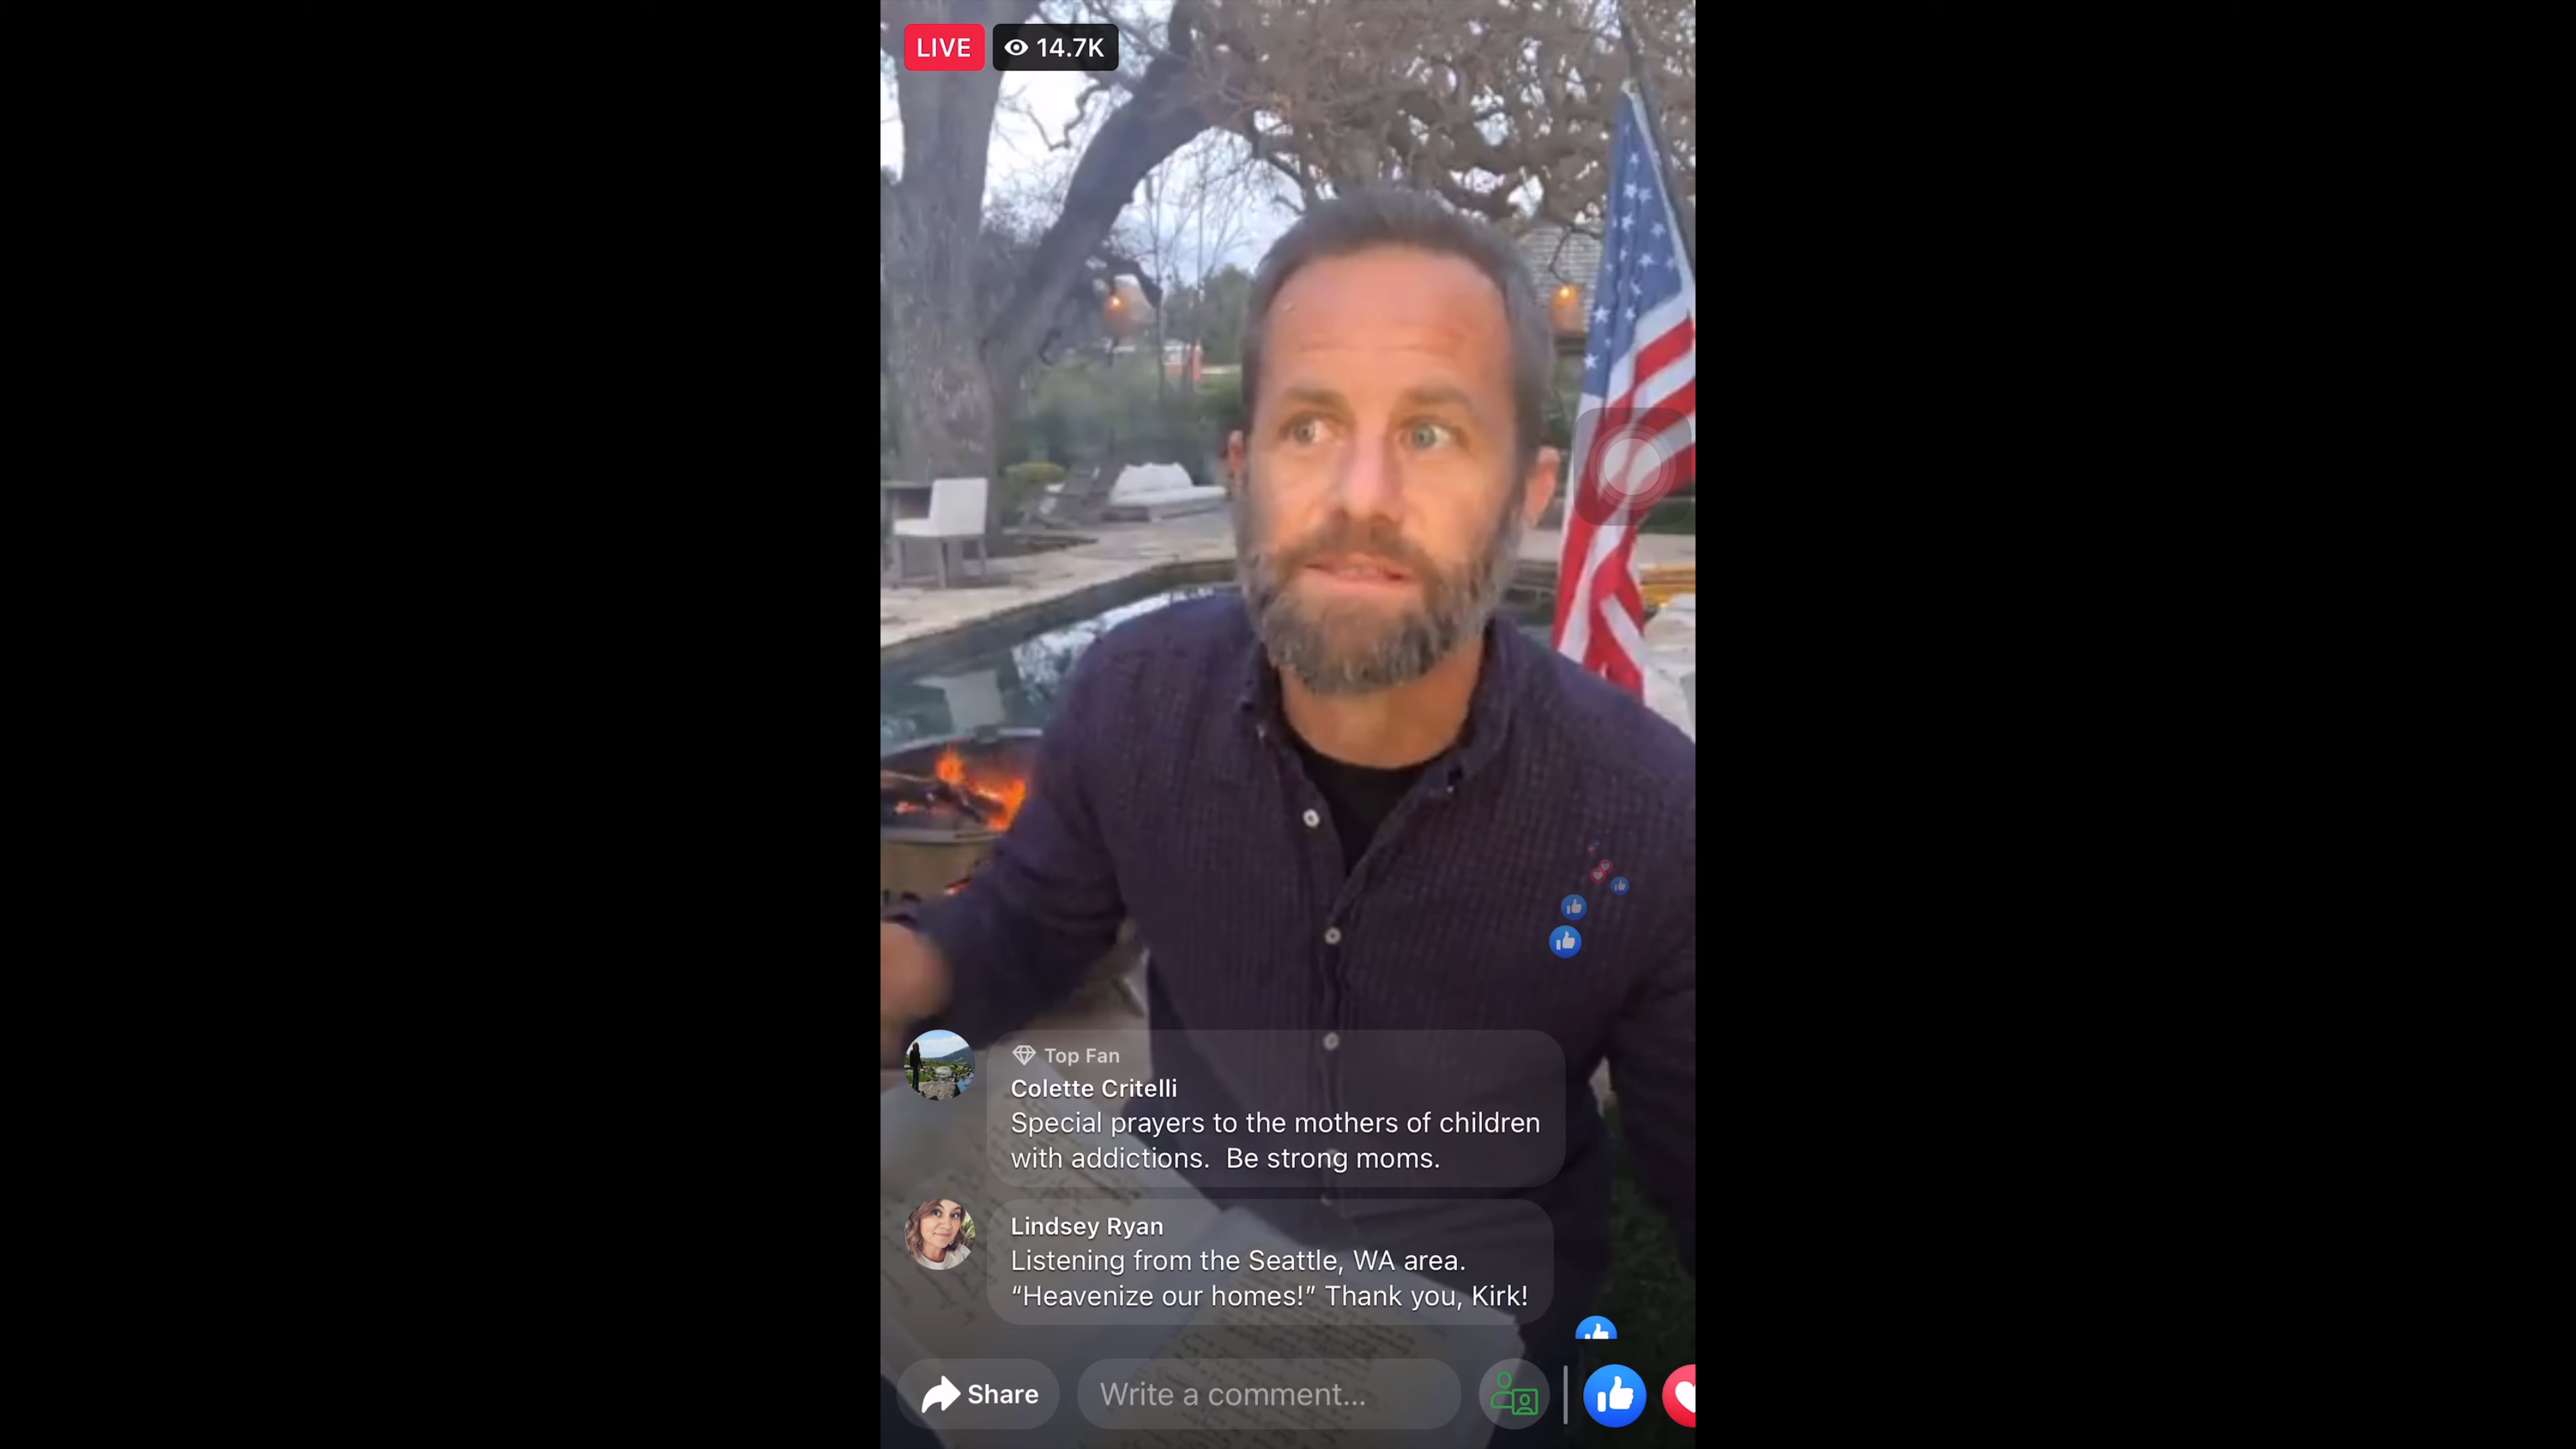 LIVE 14.7K
Top Fan
Colette Critelli
Special prayers to the mothers of children
with addictions.  Be strong moms.
Lindsey Ryan
Listening from the Seattle, WA area.
“Heavenize our homes!” Thank you, Kirk!
Share Write a comment...